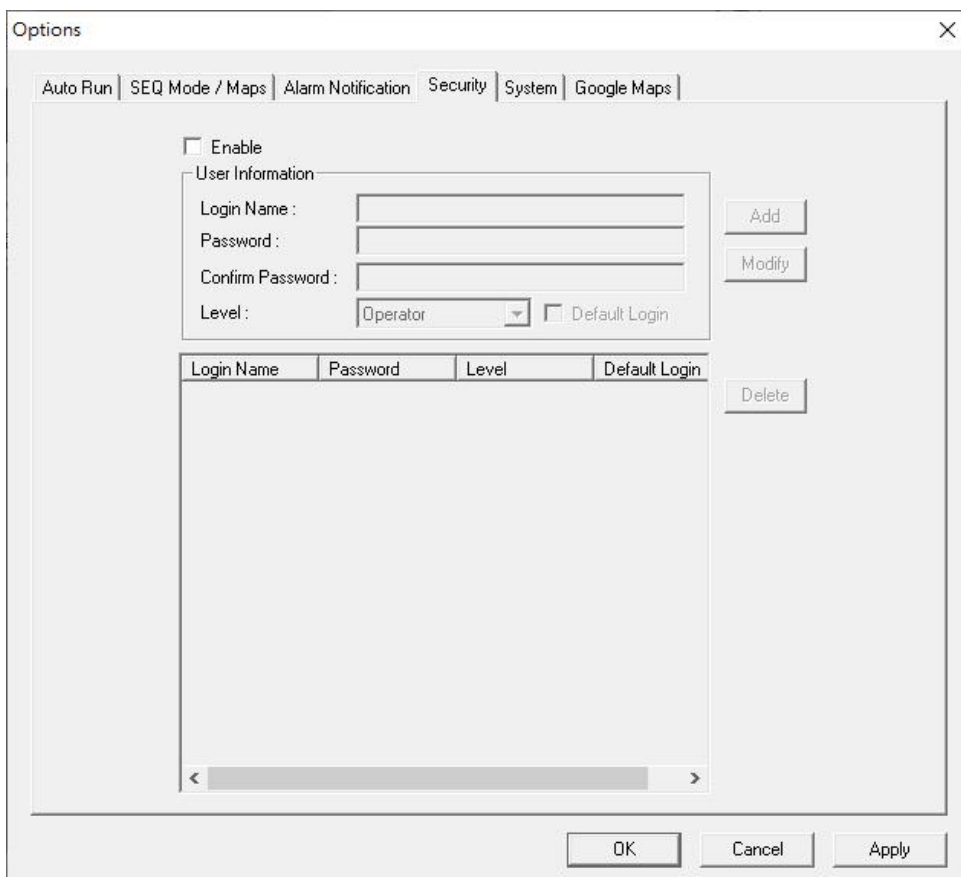 Options
Auto Run SEQ Mode / Maps Alarm Notification Security System Google Maps
Enable
User Information
Login Name :
Add
Password :
Modify
Confirm Password :
Level : Operator Default Login
Login Name Password Level Default Login
Delete
OK Cancel Apply